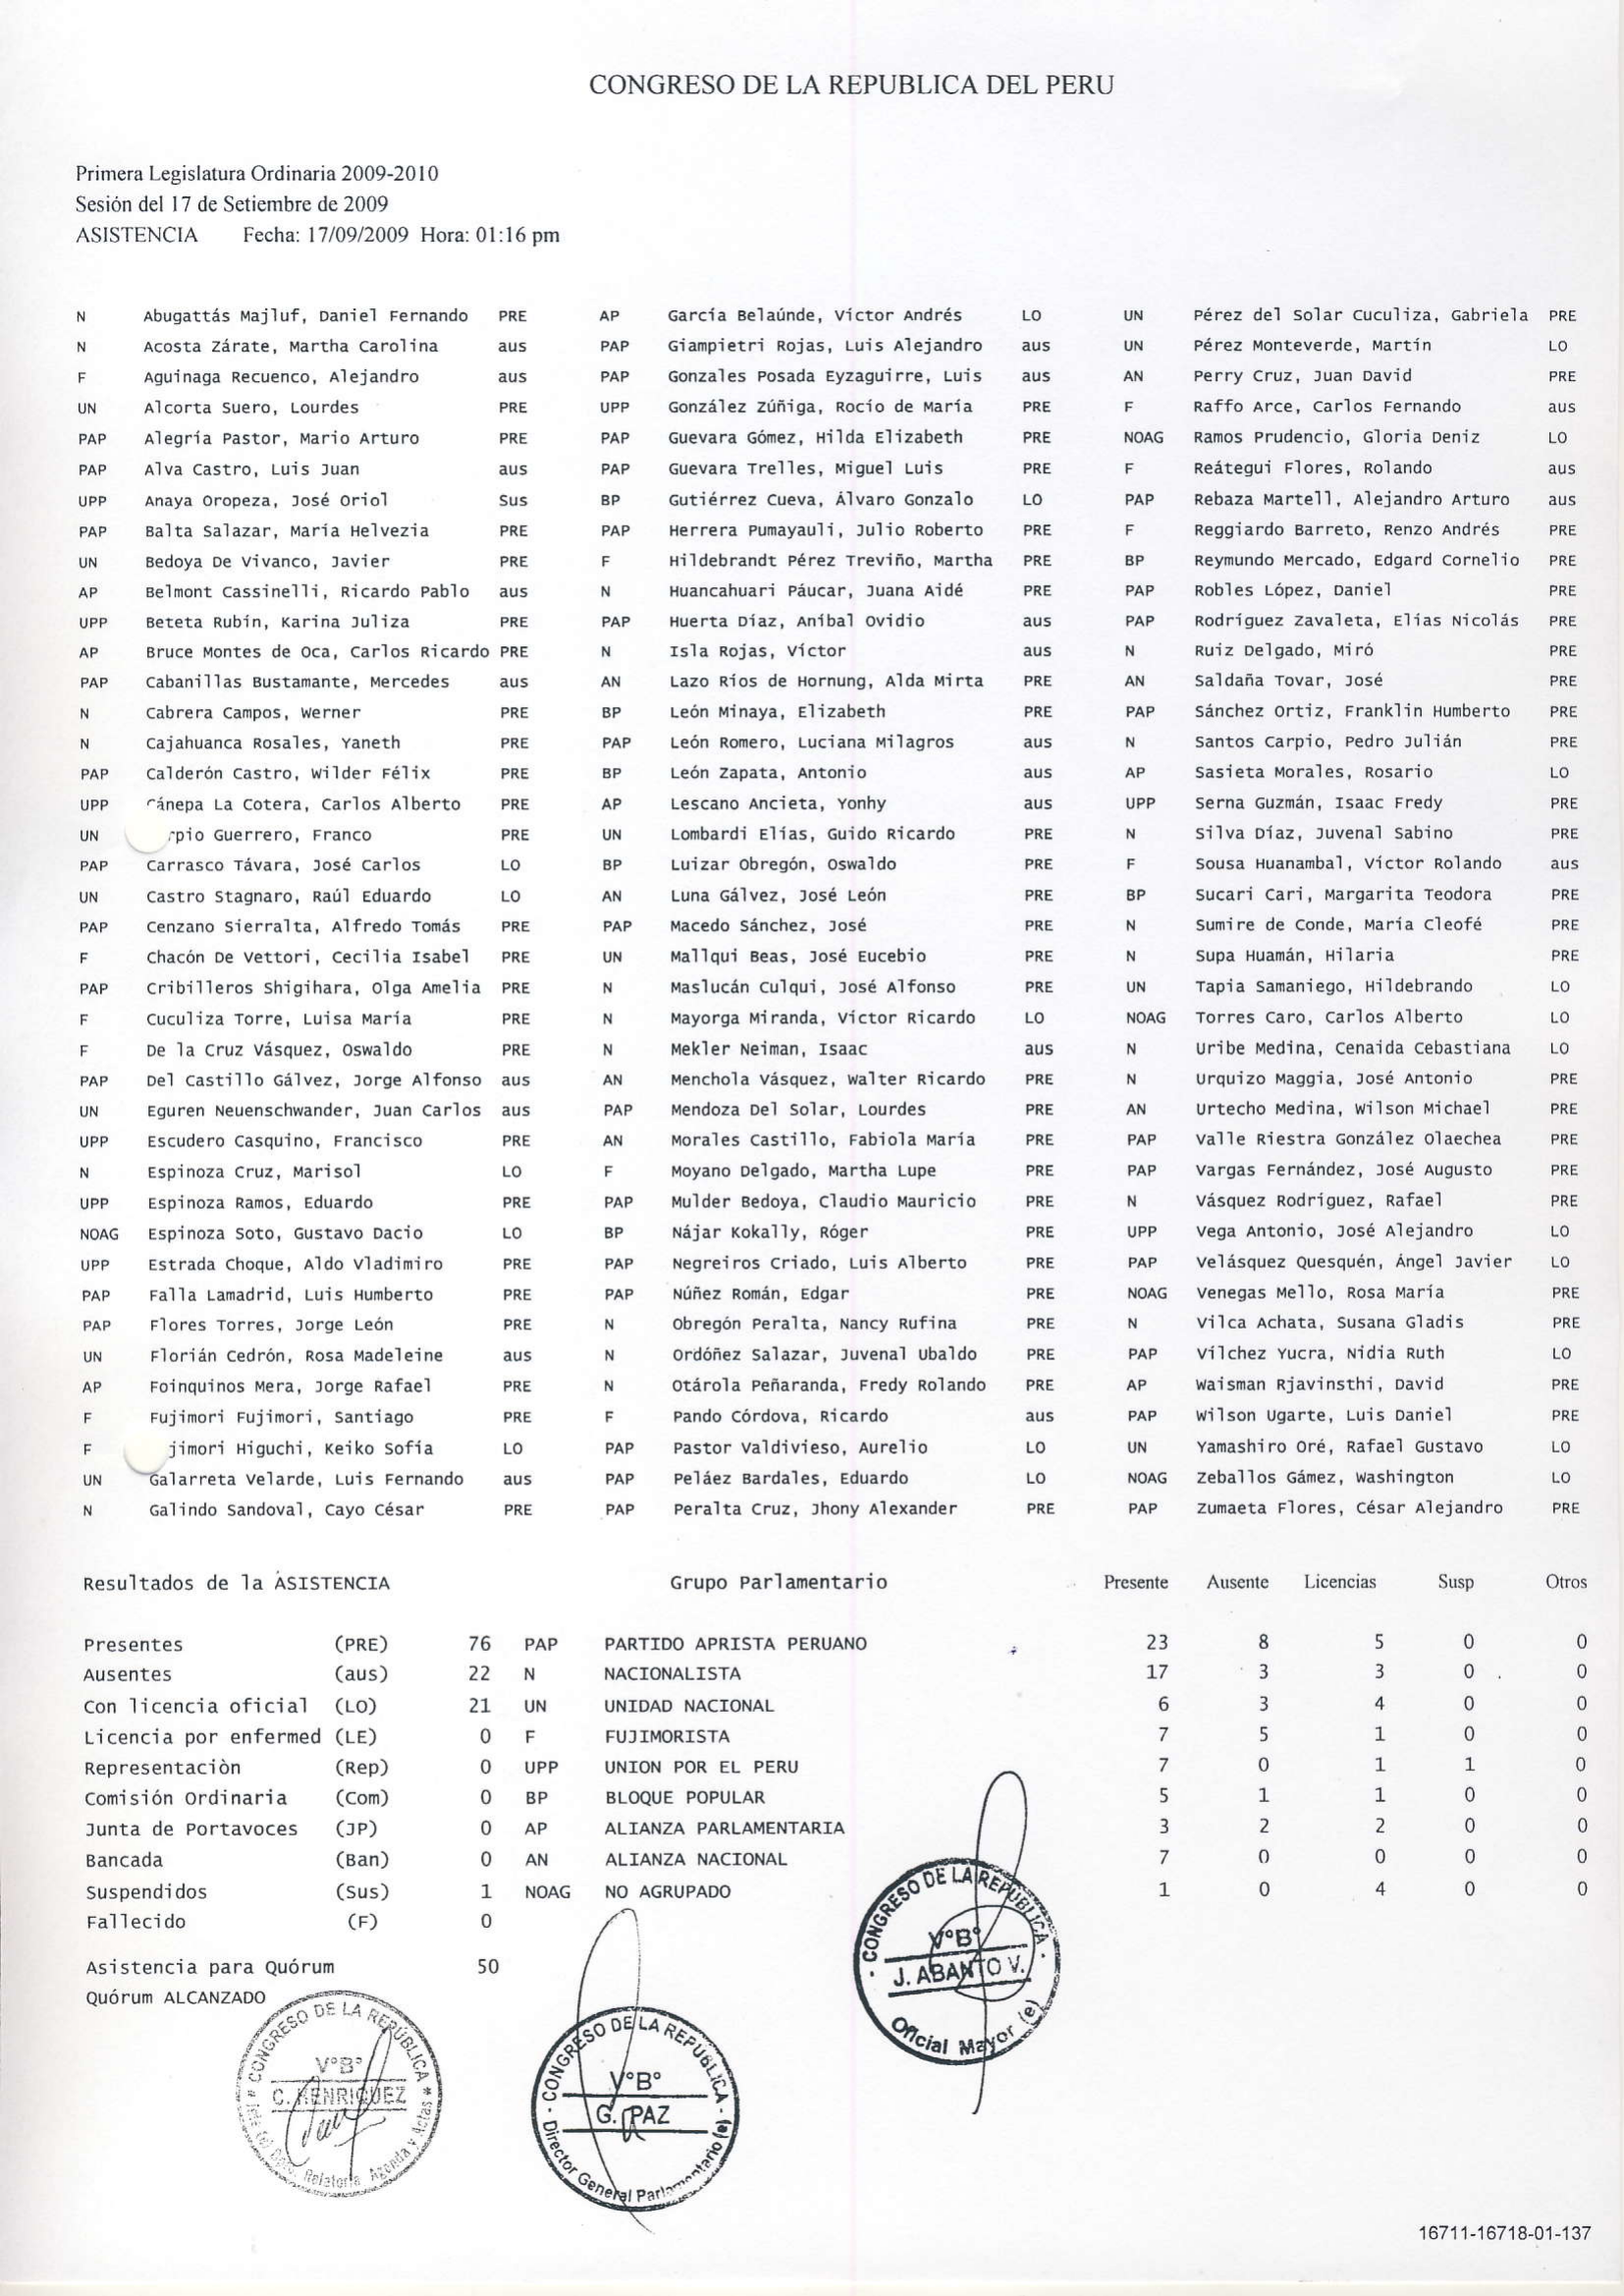 CONGRESO DE LA REPUBLICA DEL PERU
Primera Legislatura Ordinaria 2009-2010
Sesión del 17 de Setiembre de 2009
ASISTENCIA Fecha: 17/09/2009 Hora: 01:16 pm
N Abugattás Majluf, Daniel Fernando PRE AP García Belaúnde, Víctor Andrés LO UN Pérez del Solar Cuculiza, Gabriela PRE
N Acosta Zárate, Martha Carolina aus PAP Giampietri Rojas, Luis Alejandro aus UN Pérez Monteverde, Martín LO
F Aguinaga Recuenco, Alejandro aus PAP Gonzales Posada Eyzaguirre, Luis aus AN Perry Cruz, Juan David PRE
UN Alcorta Suero, Lourdes PRE UPP González Zúñiga, Rocío de María PRE F Raffo Arce, Carlos Fernando aus
PAP Alegría Pastor, Mario Arturo PRE PAP Guevara Gómez, Hilda Elizabeth PRE NOAG Ramos Prudencio, Gloria Deniz LO
PAP Alva Castro, Luis Juan aus PAP Guevara Trelles, Miguel Luis PRE F Reátegui Flores, Rolando aus
UPP Anaya Oropeza, José Oriol Sus BP Gutiérrez Cueva, Álvaro Gonzalo LO PAP Rebaza Martell, Alejandro Arturo aus
PAP Balta Salazar, María Helvezia PRE PAP Herrera Pumayauli, Julio Roberto PRE F Reggiardo Barreto, Renzo Andrés PRE
UN Bedoya De Vivanco, Javier PRE F Hildebrandt Pérez Treviño, Martha PRE BP Reymundo Mercado, Edgard Cornelio PRE
AP Belmont Cassinelli, Ricardo Pablo aus N Huancahuari Páucar, Juana Aidé PRE PAP Robles López, Daniel PRE
UPP Beteta Rubín, Karina Juliza PRE PAP Huerta Díaz, Aníbal Ovidio aus PAP Rodríguez Zavaleta, Elías Nicolás PRE
AP Bruce Montes de Oca, Carlos Ricardo PRE N Isla Rojas, Víctor aus N Ruiz Delgado, Miró PRE
PAP Cabanillas Bustamante, Mercedes aus AN Lazo Ríos de Hornung, Alda Mirta PRE AN Saldaña Tovar, José PRE
N Cabrera Campos, Werner PRE BP León Minaya, Elizabeth PRE PAP Sánchez Ortiz, Franklin Humberto PRE
N Cajahuanca Rosales, Yaneth PRE PAP León Romero, Luciana Milagros aus N Santos Carpio, Pedro Julián PRE
PAP Calderón Castro, Wilder Félix PRE BP León Zapata, Antonio aus AP Sasieta Morales, Rosario LO
UPP Cánepa La Cotera, Carlos Alberto PRE AP Lescano Ancieta, Yonhy aus UPP Serna Guzmán, Isaac Fredy PRE
UN rpio Guerrero, Franco PRE UN Lombardi Elías, Guido Ricardo PRE N Silva Díaz, Juvenal Sabino PRE
PAP Carrasco Távara, José Carlos LO BP Luizar Obregón, Oswaldo PRE F Sousa Huanambal, Víctor Rolando aus
UN Castro Stagnaro, Raúl Eduardo LO AN Luna Gálvez, José León PRE BP Sucari Cari, Margarita Teodora PRE
PAP Cenzano Sierralta, Alfredo Tomás PRE PAP Macedo Sánchez, José PRE N Sumire de Conde, María Cleofé PRE
F Chacón De Vettori, Cecilia Isabel PRE UN Mallqui Beas, José Eucebio PRE N Supa Huamán, Hilaria PRE
PAP Cribilleros Shigihara, Olga Amelia PRE N Maslucán Culqui, José Alfonso PRE UN Tapia Samaniego, Hildebrando LO
F Cuculiza Torre, Luisa María PRE N Mayorga Miranda, Víctor Ricardo LO NOAG Torres Caro, Carlos Alberto LO
F De la Cruz Vásquez, Oswaldo PRE N Mekler Neiman, Isaac aus N Uribe Medina, Cenaida Cebastiana LO
PAP Del Castillo Gálvez, Jorge Alfonso aus AN Menchola Vásquez, Walter Ricardo PRE N Urquizo Maggia, José Antonio PRE
UN Eguren Neuenschwander, Juan Carlos aus PAP Mendoza Del Solar, Lourdes PRE AN Urtecho Medina, Wilson Michael PRE
UPP Escudero Casquino, Francisco PRE AN Morales Castillo, Fabiola María PRE PAP Valle Riestra González Olaechea PRE
N Espinoza Cruz, Marisol LO F Moyano Delgado, Martha Lupe PRE PAP Vargas Fernández, José Augusto PRE
UPP Espinoza Ramos, Eduardo PRE PAP Mulder Bedoya, Claudio Mauricio PRE N Vásquez Rodríguez, Rafael PRE
NOAG Espinoza Soto, Gustavo Dacio LO BP Nájar Kokally, Róger PRE UPP Vega Antonio, José Alejandro LO
UPP Estrada Choque, Aldo Vladimiro PRE PAP Negreiros Criado, Luis Alberto PRE PAP Velásquez Quesquén, Ángel Javier LO
PAP Falla Lamadrid, Luis Humberto PRE PAP Núñez Román, Edgar PRE NOAG Venegas Mello, Rosa María PRE
PAP Flores Torres, Jorge León PRE N Obregón Peralta, Nancy Rufina PRE N Vilca Achata, Susana Gladis PRE
UN Florián Cedrón, Rosa Madeleine aus N Ordóñez Salazar, Juvenal Ubaldo PRE PAP Vílchez Yucra, Nidia Ruth LO
AP Foinquinos Mera, Jorge Rafael PRE N Otárola Peñaranda, Fredy Rolando PRE AP Waisman Rjavinsthi, David PRE
F Fujimori Fujimori, Santiago PRE F Pando Córdova, Ricardo aus PAP Wilson Ugarte, Luis Daniel PRE
F jimori Higuchi, Keiko Sofía LO PAP Pastor Valdivieso, Aurelio LO UN Yamashiro Oré, Rafael Gustavo LO
UN Galarreta Velarde, Luis Fernando aus PAP Peláez Bardales, Eduardo LO NOAG Zeballos Gámez, Washington LO
N Galindo Sandoval, Cayo César PRE PAP Peralta Cruz, Jhony Alexander PRE PAP Zumaeta Flores, César Alejandro PRE
Resultados de la ASISTENCIA Grupo Parlamentario Presente Ausente Licencias Susp Otros
Presentes (PRE) 76 PAP PARTIDO APRISTA PERUANO 23 8 5 0 0
Ausentes (aus) 22 N NACIONALISTA 17 3 3 0 0
Con licencia oficial (LO) 21 UN UNIDAD NACIONAL 6 3 4 0 0
Licencia por enfermed (LE) 0 F FUJIMORISTA 7 5 1 0 0
Representaciòn (Rep) 0 UPP UNION POR EL PERU 7 0 1 1 0
Comisión Ordinaria (Com) 0 BP BLOQUE POPULAR 5 1 1 0 0
Junta de Portavoces (JP) 0 AP ALIANZA PARLAMENTARIA 3 2 2 0 0
Bancada (Ban) 0 AN ALIANZA NACIONAL 7 0 0 0 0
Suspendidos (Sus) 1 NOAG NO AGRUPADO 1 0 4 0 0
Fallecido (F) 0
Asistencia para Quórum 50
Quórum ALCANZADO
CONGRESO DE LA REPUBLICA
V°B°
J. ABANTO V.
Oficial Mayor (e)
CONGRESO DE LA REPÚBLICA
V°B°
C. HENRIQUEZ
Jefe (e) Dpto. Relatoría Agenda y Actas
CONGRESO DE LA REPUBLICA
V°B°
G. PAZ
Director General Parlamentario (e)
16711-16718-01-137